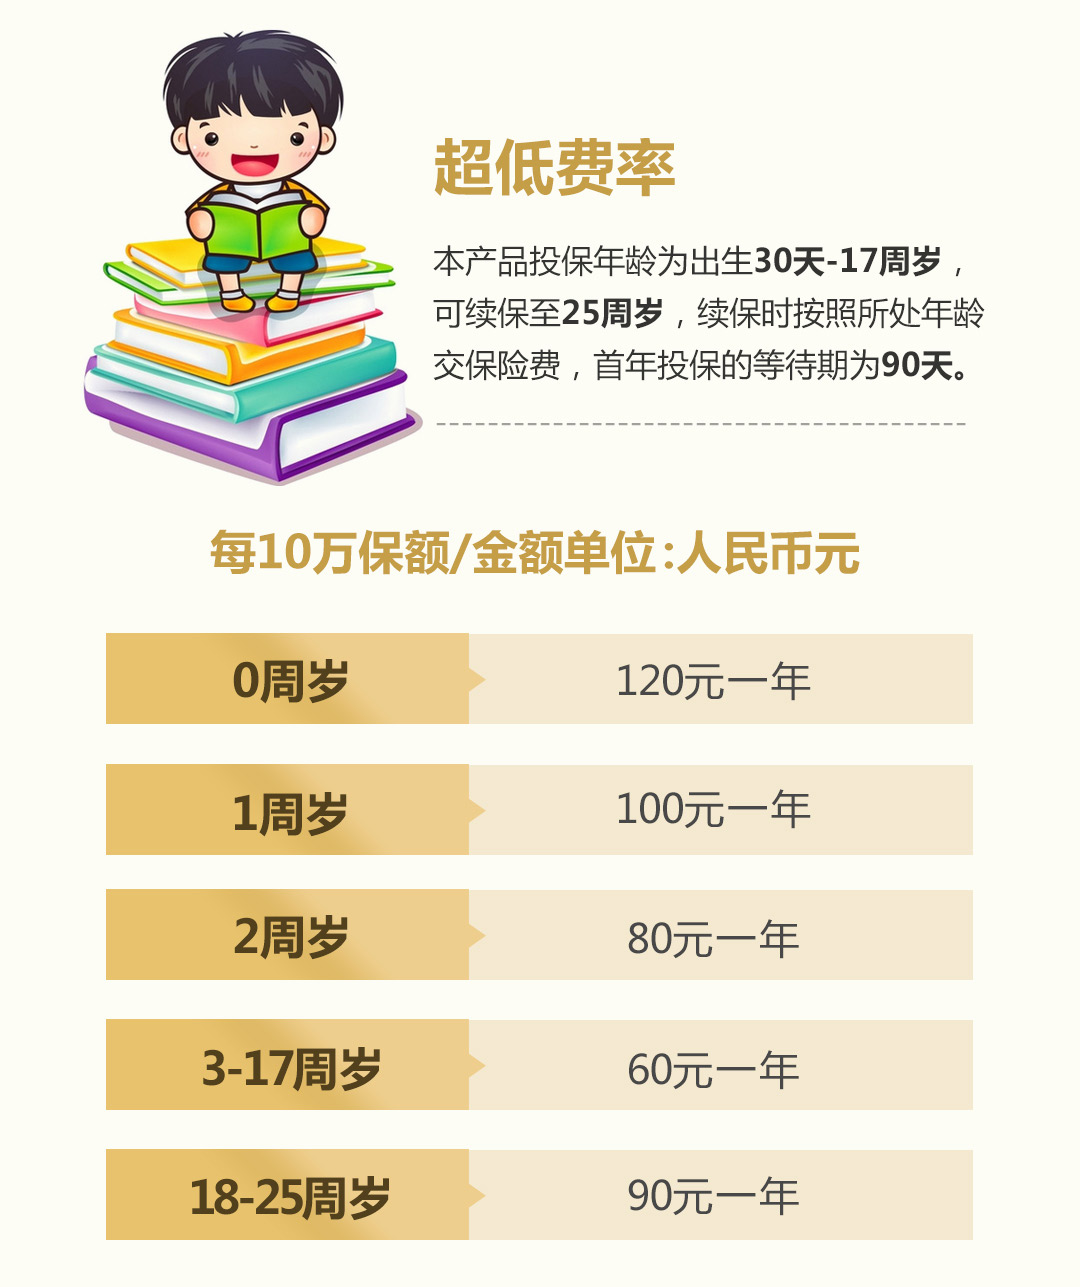 超低费率
本产品投保年龄为出生30天-17周岁，
可续保至25周岁，续保时按照所处年龄
交保险费，首年投保的等待期为90天。
每10万保额/金额单位:人民币元
0周岁 120元一年
1周岁 100元一年
2周岁 80元一年
3-17周岁 60元一年
18-25周岁 90元一年